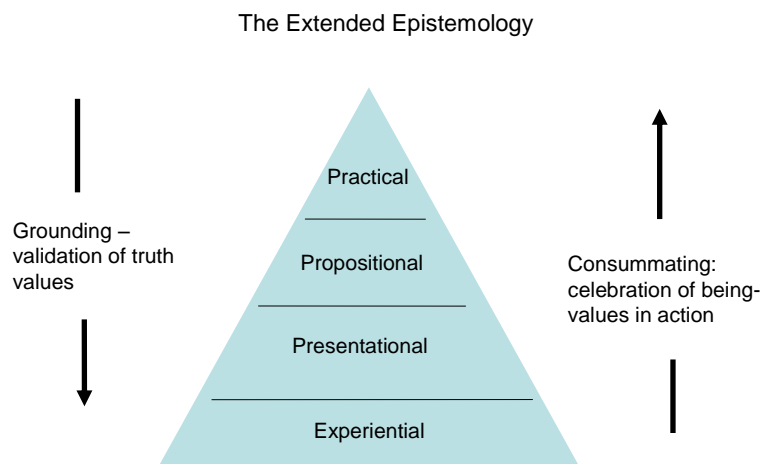 The Extended Epistemology
Practical
Grounding –
validation of truth
values
Propositional
Consummating:
celebration of being-
values in action
Presentational
Experiential